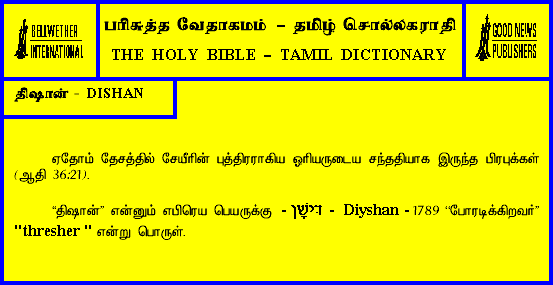 BELLWETHER
INTERNATIONAL
பரிசுத்த வேதாகமம் – தமிழ் சொல்லகராதி
THE HOLY BIBLE – TAMIL DICTIONARY
GOOD NEWS
PUBLISHERS
திஷான் - DISHAN
ஏதோம் தேசத்தில் சேயீரின் புத்திரராகிய ஓரியருடைய சந்ததியாக இருந்த பிரபுக்கள்
(ஆதி 36:21).
“திஷான்” என்னும் எபிரெய பெயருக்கு - דִּישָׁן - Diyshan - 1789 “போரடிக்கிறவர்”
"thresher " என்று பொருள்.